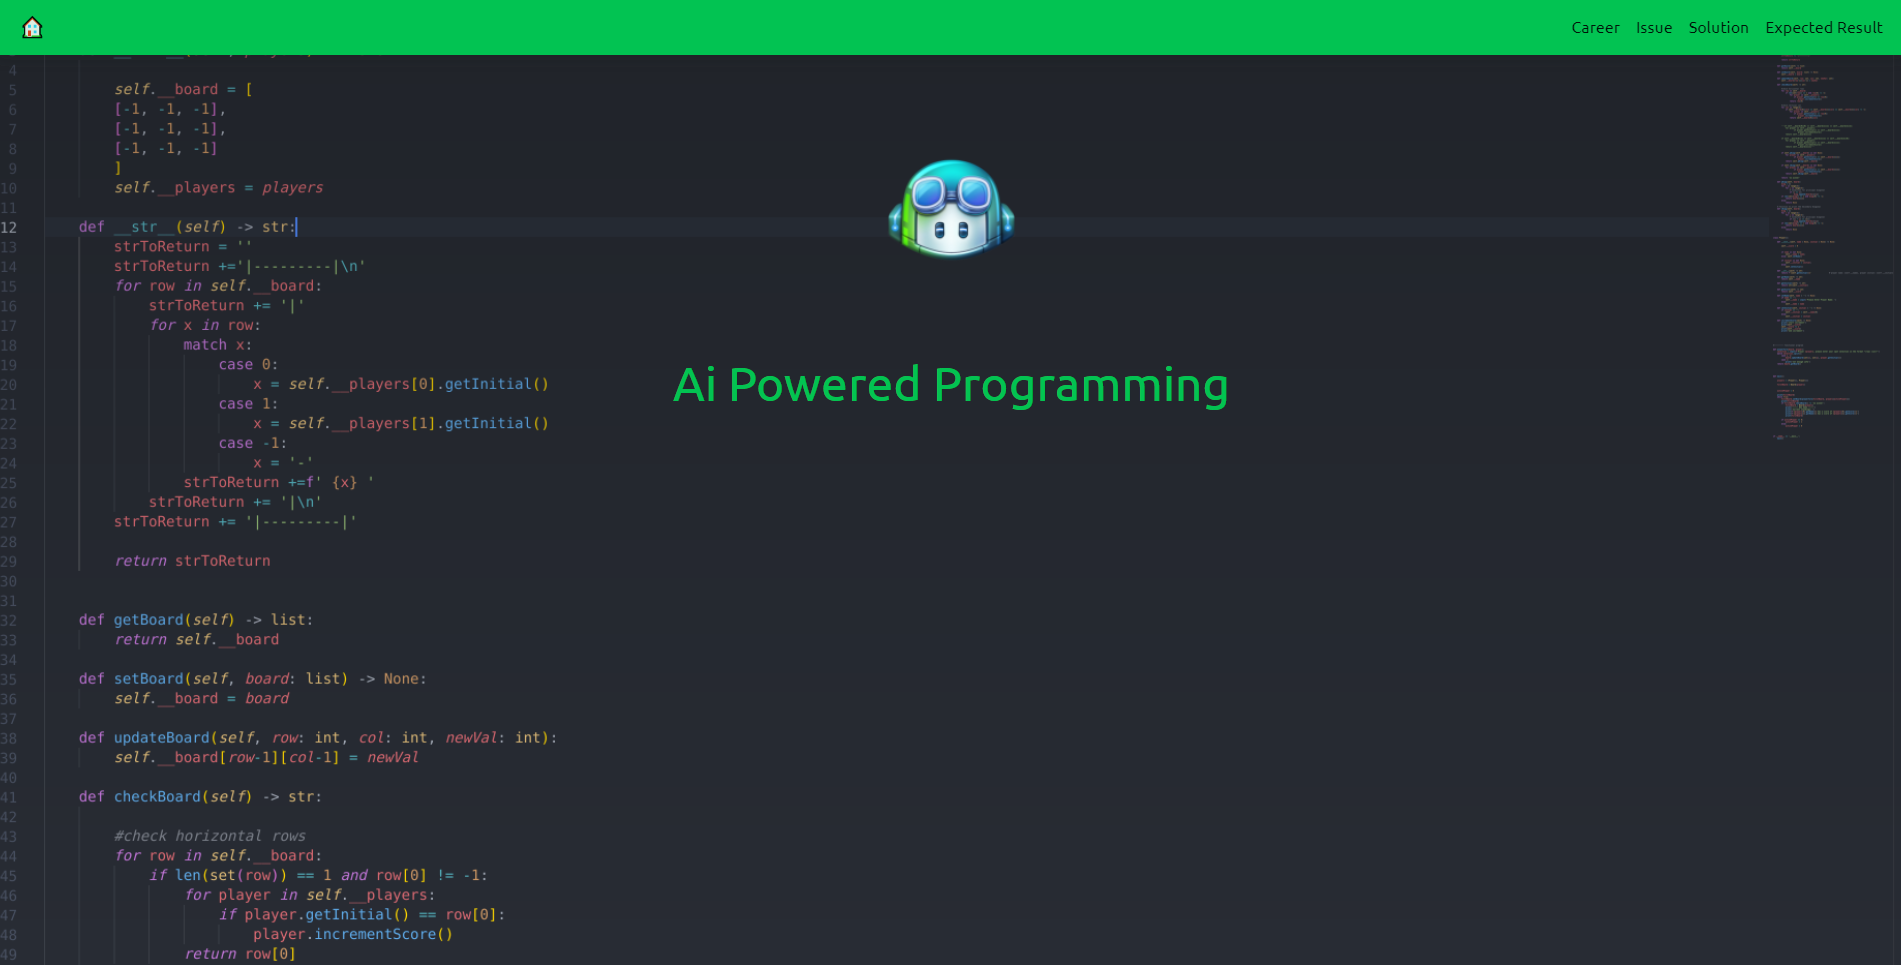 Career Issue Solution Expected Result
4
5 self.__board = [
6 [-1, -1, -1],
7 [-1, -1, -1],
8 [-1, -1, -1]
9 ]
10 self.__players = players
11
12 def __str__(self) -> str:
13 strToReturn = ''
14 strToReturn +='|---------|\n'
15 for row in self.__board:
16 strToReturn += '|'
17 for x in row:
18 match x:
19 case 0:
20 x = self.__players[0].getInitial()
21 case 1:
22 x = self.__players[1].getInitial()
23 case -1:
24 x = '-'
25 strToReturn +=f' {x} '
26 strToReturn += '|\n'
27 strToReturn += '|---------|'
28
29 return strToReturn
30
31
32 def getBoard(self) -> list:
33 return self.__board
34
35 def setBoard(self, board: list) -> None:
36 self.__board = board
37
38 def updateBoard(self, row: int, col: int, newVal: int):
39 self.__board[row-1][col-1] = newVal
40
41 def checkBoard(self) -> str:
42
43 #check horizontal rows
44 for row in self.__board:
45 if len(set(row)) == 1 and row[0] != -1:
46 for player in self.__players:
47 if player.getInitial() == row[0]:
48 player.incrementScore()
49 return row[0]
Ai Powered Programming